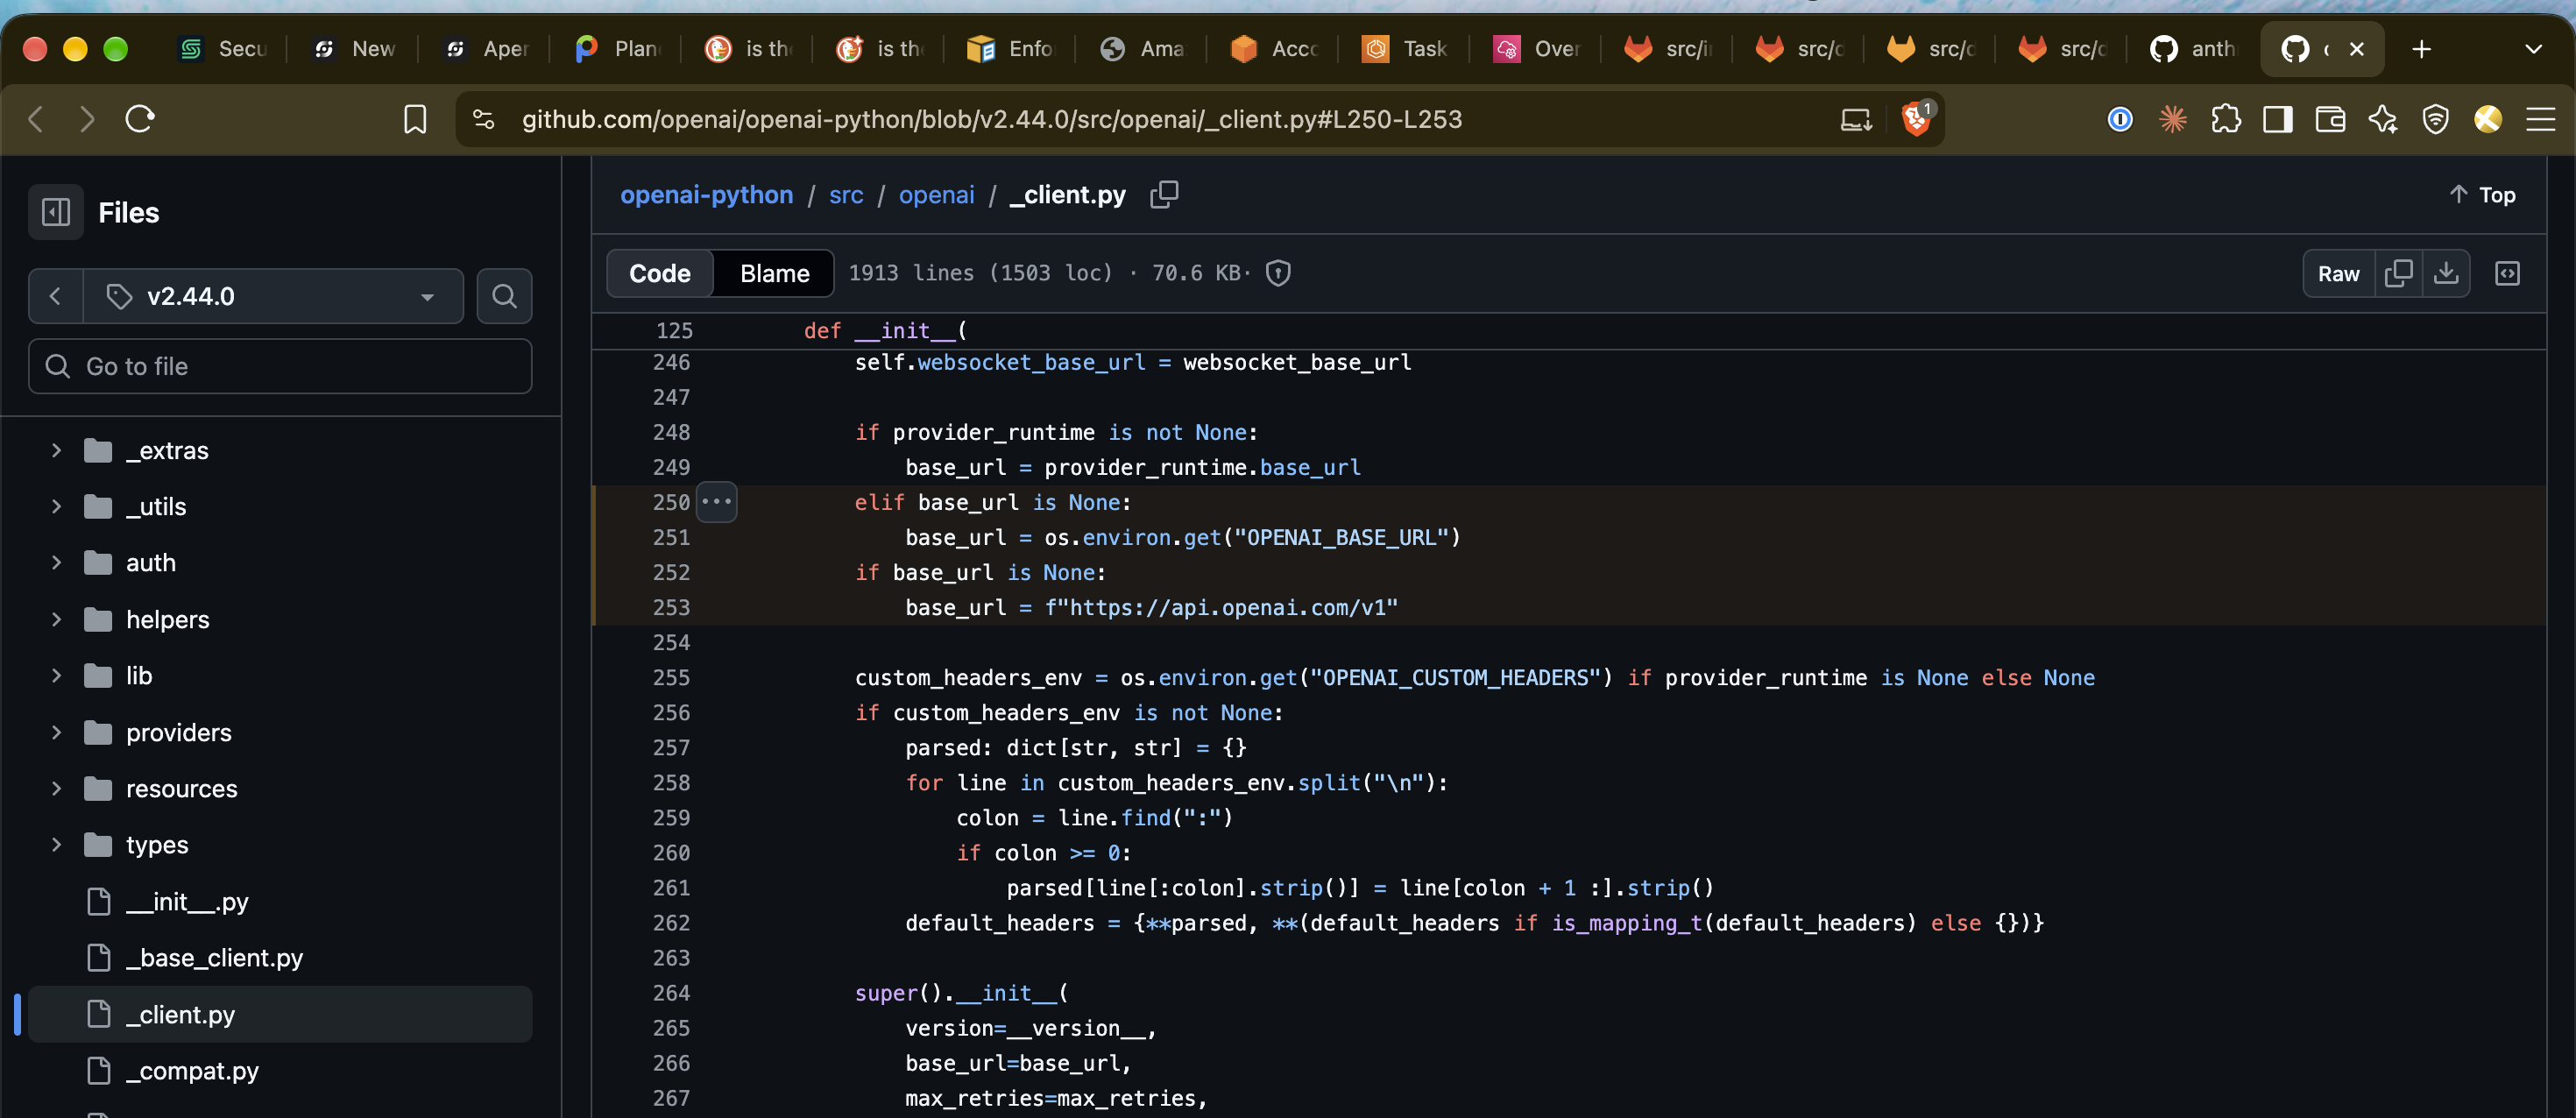 Secu
New
Aper
Plan
is the
is the
Enfo
Ama
Acco
Task
Over
src/i
src/c
src/c
src/c
anth
github.com/openai/openai-python/blob/v2.44.0/src/openai/_client.py#L250-L253
1
Files
openai-python / src / openai / _client.py
Top
v2.44.0
Code Blame 1913 lines (1503 loc) · 70.6 KB·
Raw
Go to file
_extras
_utils
auth
helpers
lib
providers
resources
types
__init__.py
_base_client.py
_client.py
_compat.py
125 def __init__(
246 self.websocket_base_url = websocket_base_url
247
248 if provider_runtime is not None:
249 base_url = provider_runtime.base_url
250 elif base_url is None:
251 base_url = os.environ.get("OPENAI_BASE_URL")
252 if base_url is None:
253 base_url = f"https://api.openai.com/v1"
254
255 custom_headers_env = os.environ.get("OPENAI_CUSTOM_HEADERS") if provider_runtime is None else None
256 if custom_headers_env is not None:
257 parsed: dict[str, str] = {}
258 for line in custom_headers_env.split("\n"):
259 colon = line.find(":")
260 if colon >= 0:
261 parsed[line[:colon].strip()] = line[colon + 1 :].strip()
262 default_headers = {**parsed, **(default_headers if is_mapping_t(default_headers) else {})}
263
264 super().__init__(
265 version=__version__,
266 base_url=base_url,
267 max_retries=max_retries,